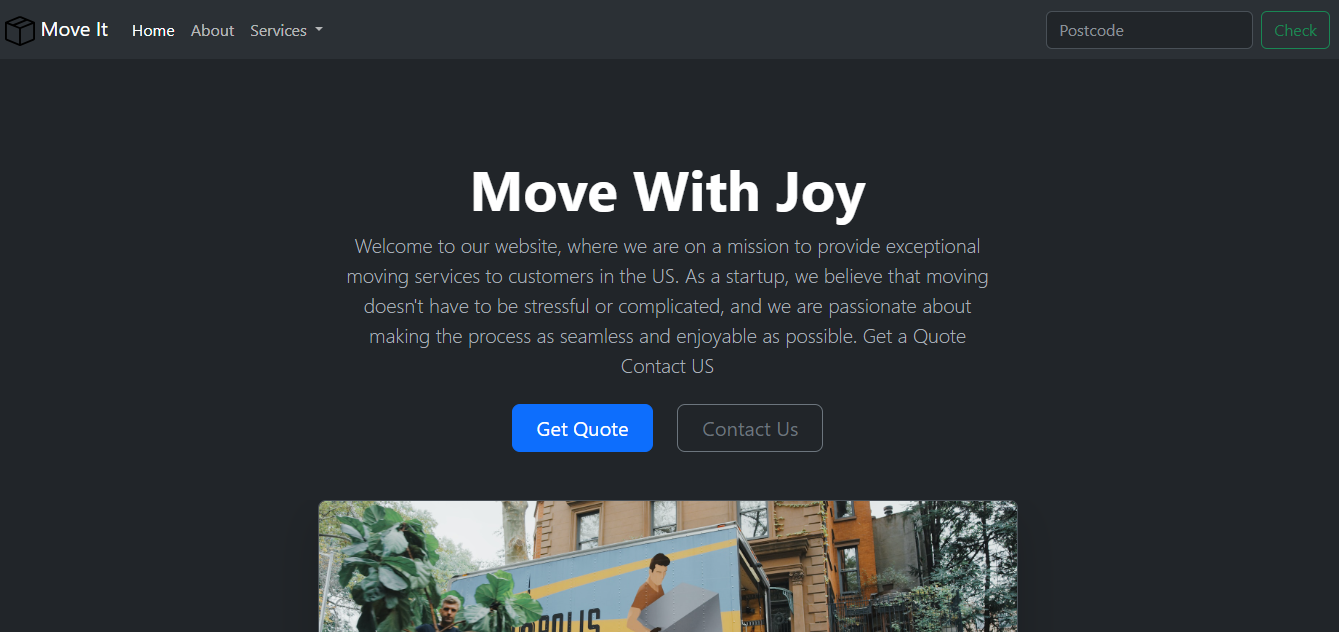 Move It
Home About Services
Postcode
Check
Move With Joy
Welcome to our website, where we are on a mission to provide exceptional
moving services to customers in the US. As a startup, we believe that moving
doesn't have to be stressful or complicated, and we are passionate about
making the process as seamless and enjoyable as possible. Get a Quote
Contact US
Get Quote
Contact Us